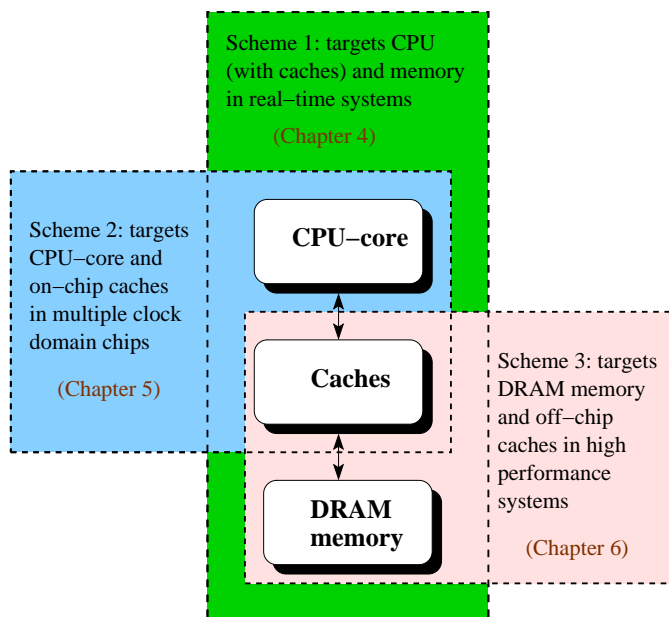 Scheme 1: targets CPU
(with caches) and memory
in real−time systems
(Chapter 4)
Scheme 2: targets
CPU−core and
on−chip caches
in multiple clock
domain chips
(Chapter 5)
CPU−core
Caches
DRAM
memory
Scheme 3: targets
DRAM memory
and off−chip
caches in high
performance
systems
(Chapter 6)